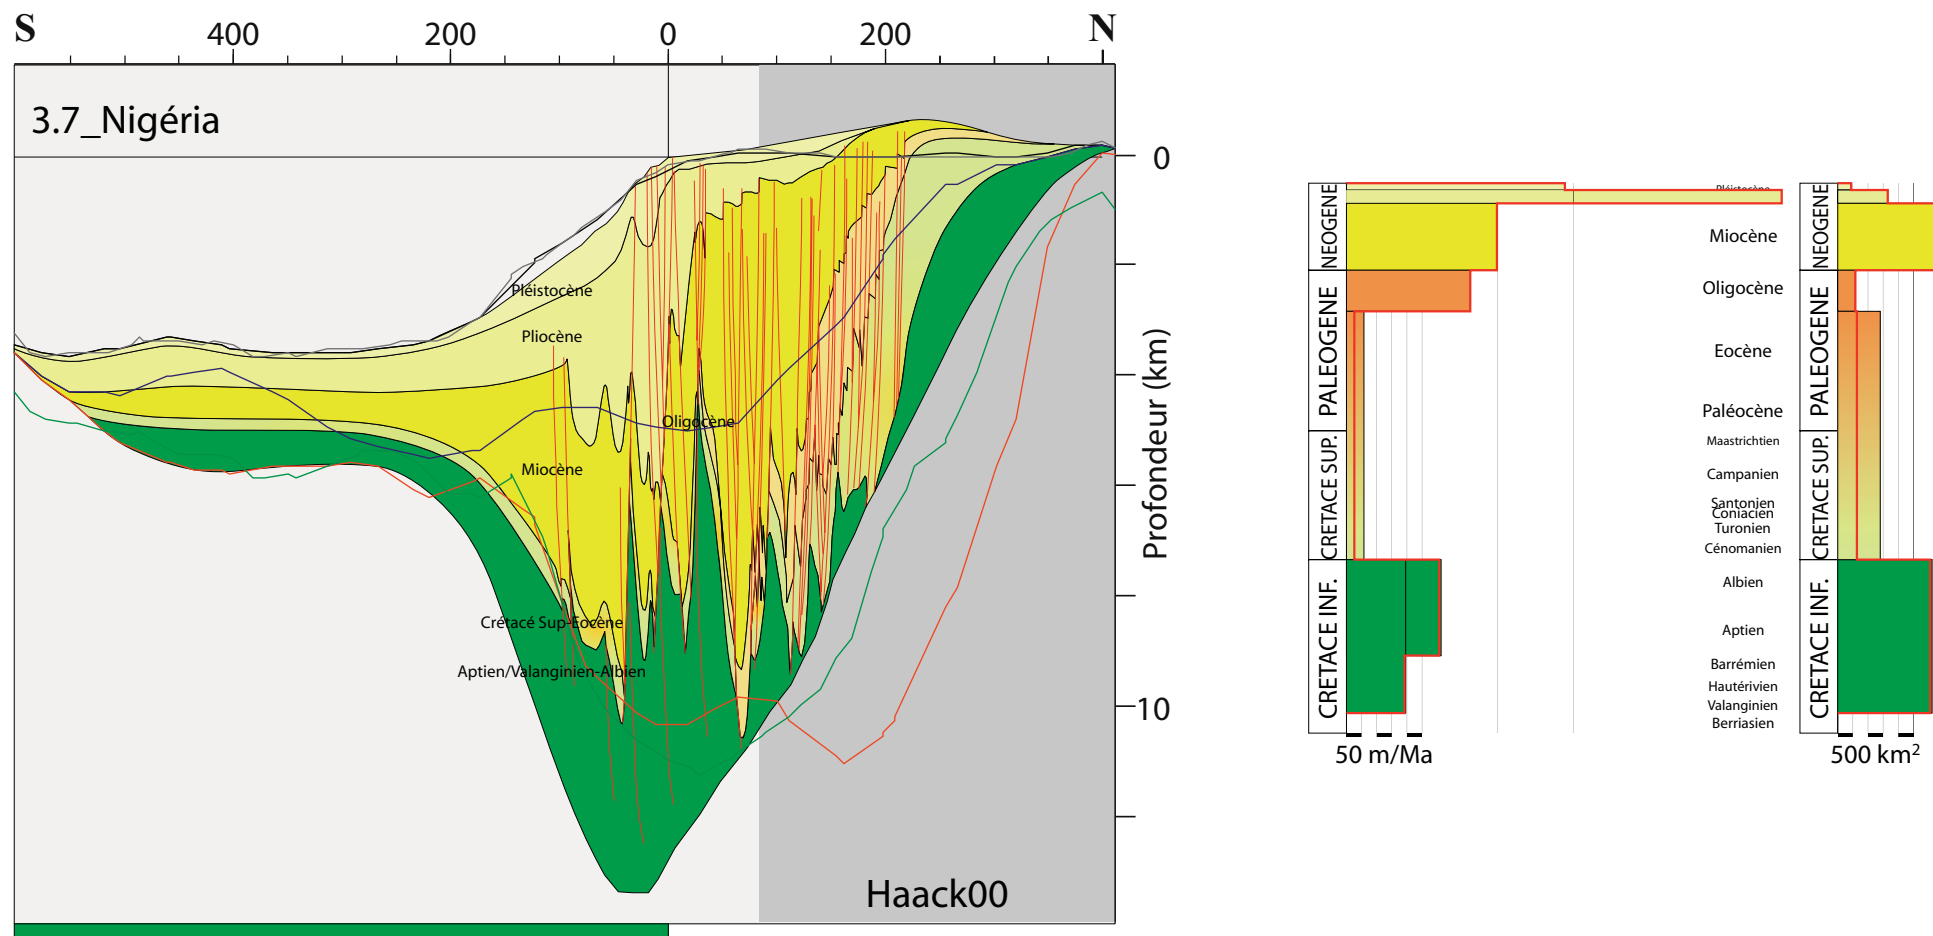 S
400
200
0
200
N
3.7_Nigéria
0
Pléistocène
Pliocène
Oligocène
Miocène
Crétacé Sup-Eocène
Aptien/Valanginien-Albien
10
Profondeur (km)
Haack00
NEOGENE
PALEOGENE
CRETACE SUP.
CRETACE INF.
50 m/Ma
Pléistocène
Miocène
Oligocène
Eocène
Paléocène
Maastrichtien
Campanien
Santonien
Coniacien
Turonien
Cénomanien
Albien
Aptien
Barrémien
Hautérivien
Valanginien
Berriasien
NEOGENE
PALEOGENE
CRETACE SUP.
CRETACE INF.
500 km²